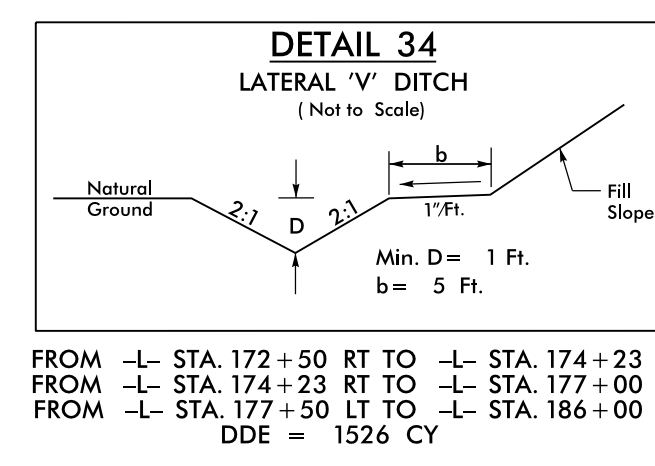 DETAIL 34
LATERAL 'V' DITCH
( Not to Scale)
b
Natural
Ground
2:1
D
2:1
1"/Ft.
Fill
Slope
Min. D= 1 Ft.
b= 5 Ft.
FROM -L- STA. 172+50 RT TO -L- STA. 174+23
FROM -L- STA. 174+23 RT TO -L- STA. 177+00
FROM -L- STA. 177+50 LT TO -L- STA. 186+00
DDE = 1526 CY